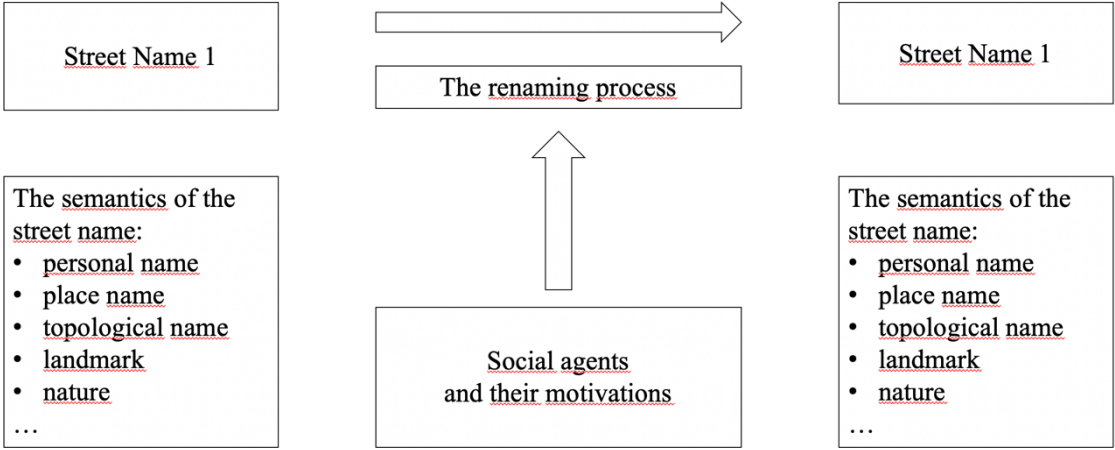 Street Name 1
The renaming process
Street Name 1
The semantics of the
street name:
• personal name
• place name
• topological name
• landmark
• nature
…
Social agents
and their motivations
The semantics of the
street name:
• personal name
• place name
• topological name
• landmark
• nature
…